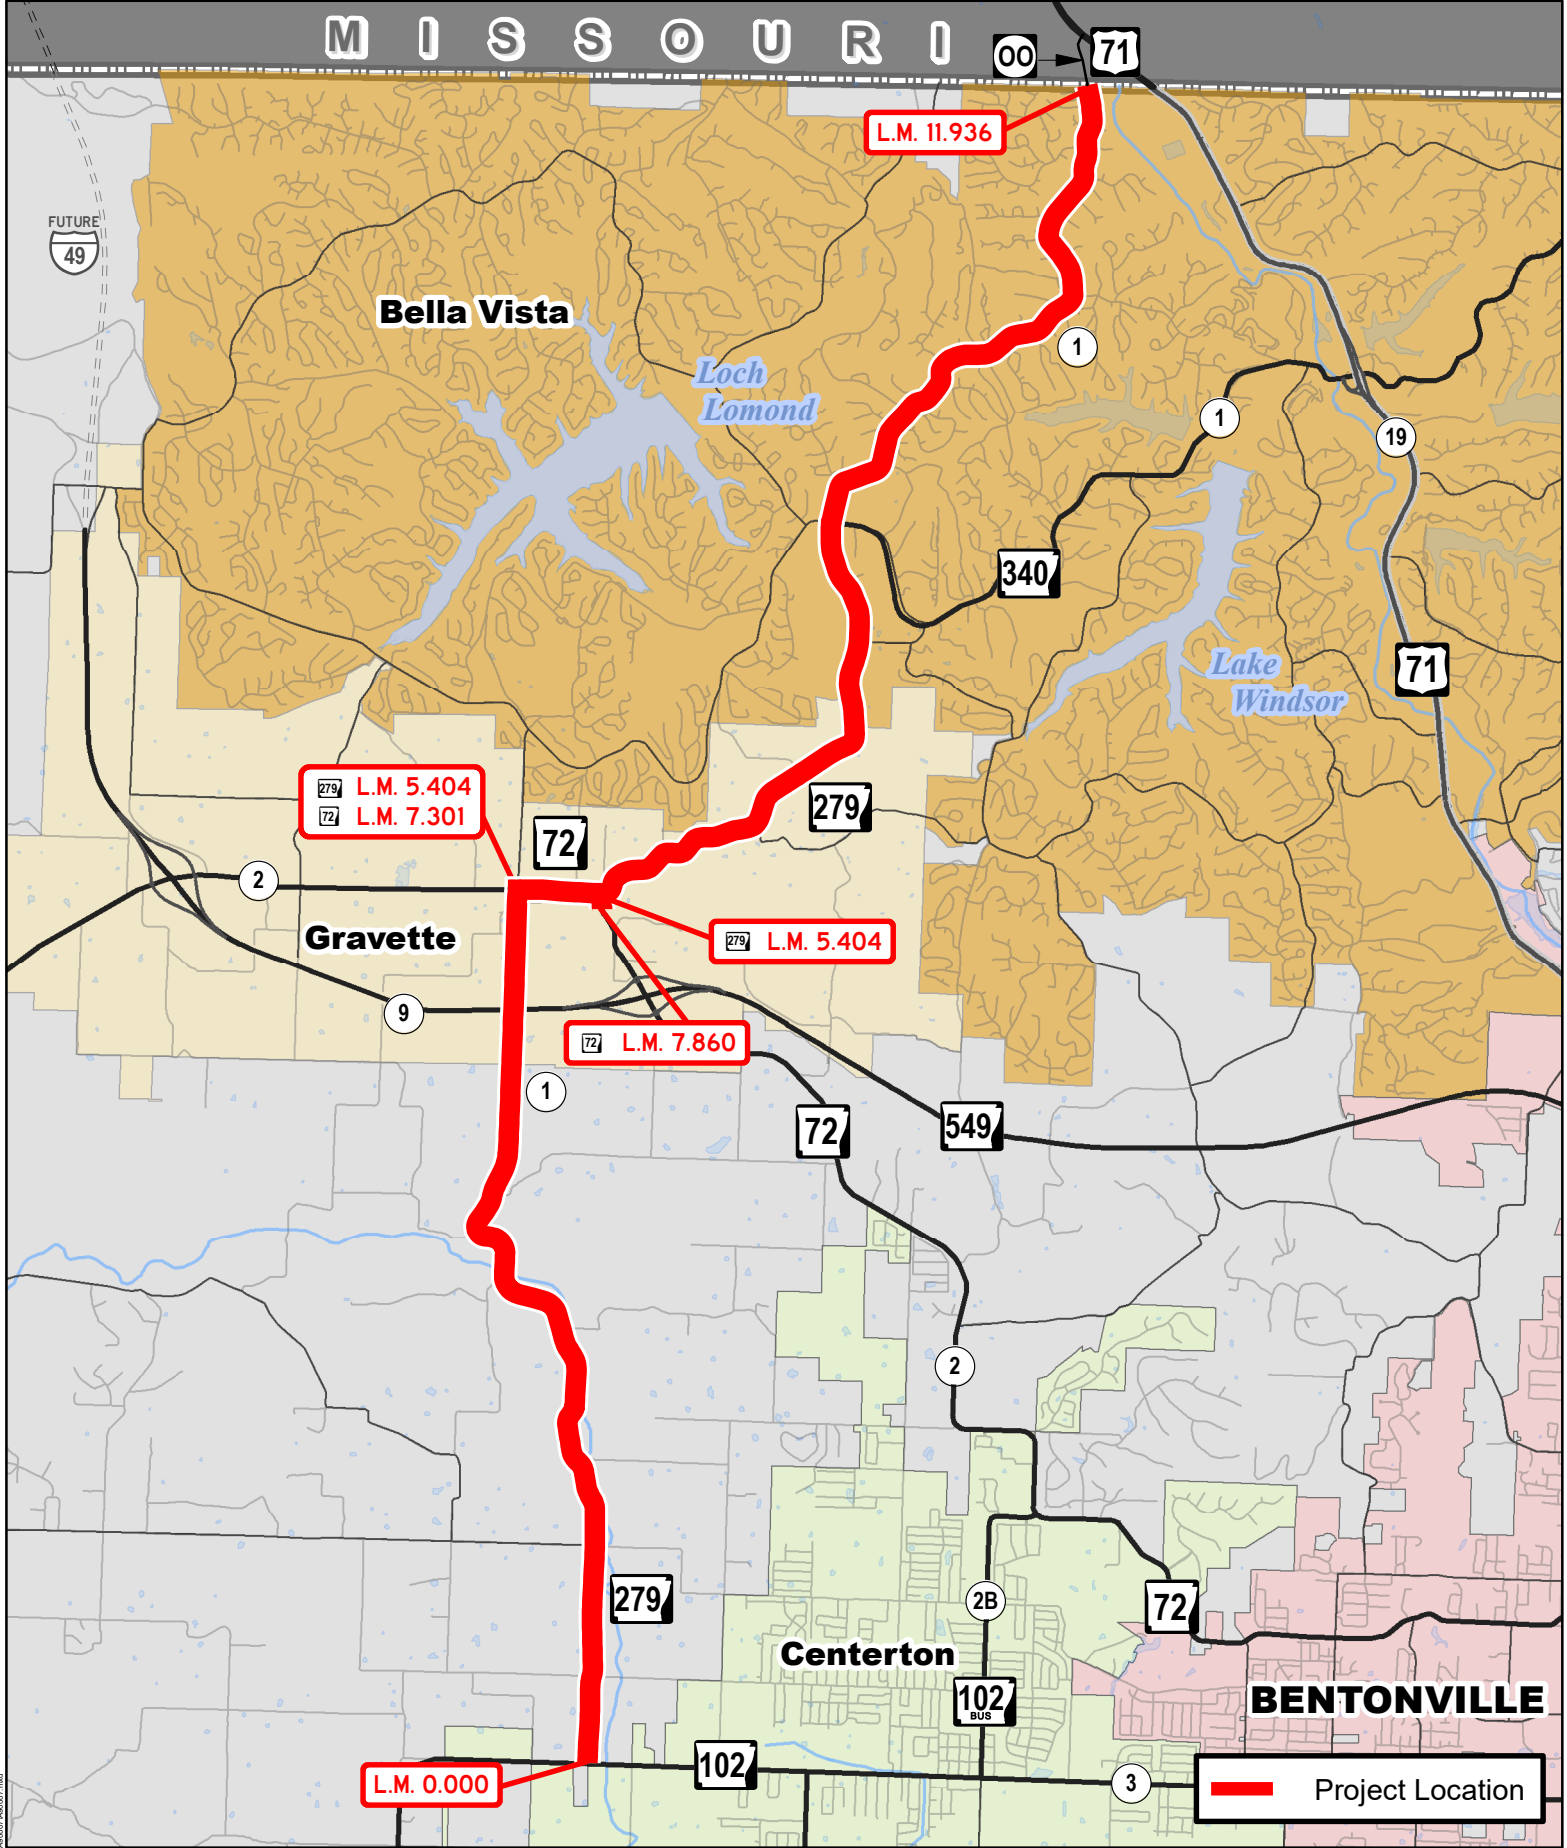 MISSOURI
OO
71
L.M. 11.936
FUTURE
49
Bella Vista
1
Loch
Lomond
1
19
340
Lake
Windsor
71
279 L.M. 5.404
72 L.M. 7.301
279
72
2
Gravette
279 L.M. 5.404
9
72 L.M. 7.860
1
72
549
2
279
2B
72
Centerton
102
BUS
BENTONVILLE
102
L.M. 0.000
3
Project Location